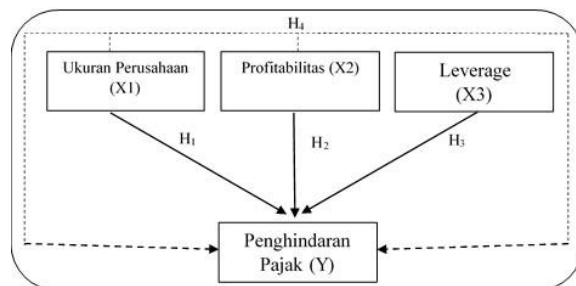 H4
Ukuran Perusahaan
(X1)
Profitabilitas (X2)
Leverage
(X3)
H1
H2
H3
Penghindaran
Pajak (Y)